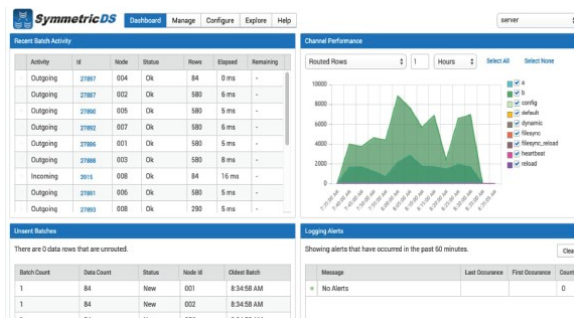 SymmetricDS Dashboard Manage Configure Explore Help server
Recent Batch Activity
Activity Id Node Status Rows Elapsed Remaining
Outgoing 27897 004 Ok 84 0 ms -
Outgoing 27887 002 Ok 580 6 ms -
Outgoing 27890 005 Ok 580 5 ms -
Outgoing 27892 007 Ok 580 6 ms -
Outgoing 27886 001 Ok 580 5 ms -
Outgoing 27888 003 Ok 580 8 ms -
Incoming 3915 008 Ok 84 16 ms -
Outgoing 27891 006 Ok 580 5 ms -
Outgoing 27893 008 Ok 290 5 ms -
Channel Performance
Routed Rows 1 Hours Select All Select None
10000
8000
6000
4000
2000
0
a
b
config
default
dynamic
filesync
filesync_reload
heartbeat
reload
Unsent Batches
There are 0 data rows that are unrouted.
Batch Count Data Count Status Node Id Oldest Batch
1 84 New 001 8:34:58 AM
1 84 New 002 8:34:58 AM
Logging Alerts
Showing alerts that have occurred in the past 60 minutes.
Message Last Occurance First Occurance Count
No Alerts 0